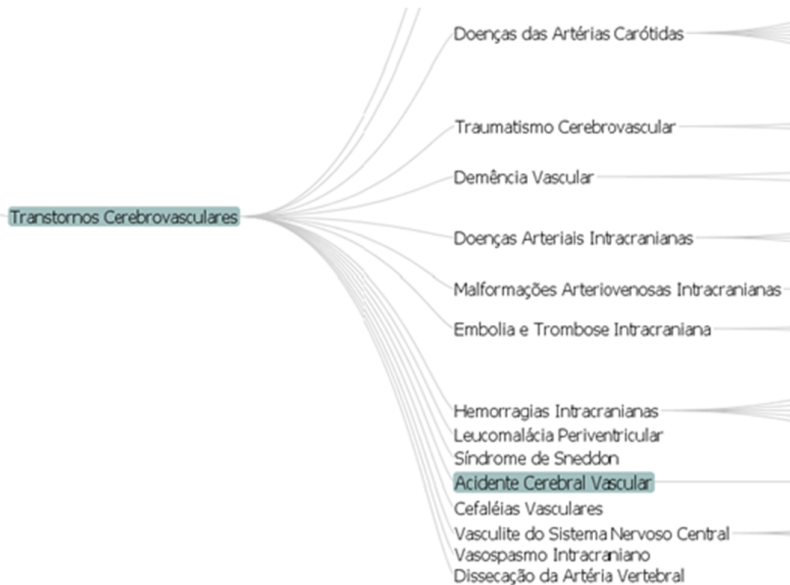 Doenças das Artérias Carótidas
Traumatismo Cerebrovascular
Demência Vascular
Transtornos Cerebrovasculares
Doenças Arteriais Intracranianas
Malformações Arteriovenosas Intracranianas
Embolia e Trombose Intracraniana
Hemorragias Intracranianas
Leucomalácia Periventricular
Síndrome de Sneddon
Acidente Cerebral Vascular
Cefaléias Vasculares
Vasculite do Sistema Nervoso Central
Vasospasmo Intracraniano
Dissecação da Artéria Vertebral